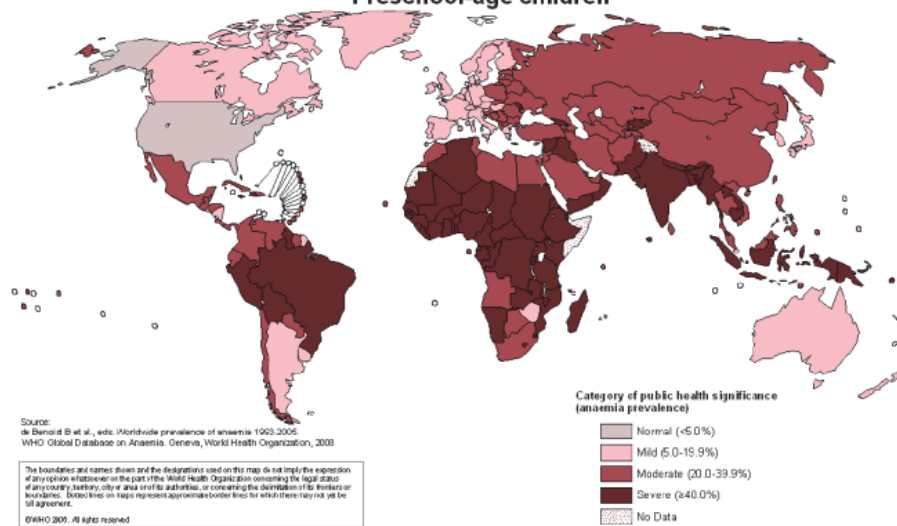 Preschool-age children
Source:
de Benoist B et al., eds. Worldwide prevalence of anaemia 1993-2005.
WHO Global Database on Anaemia. Geneva, World Health Organization, 2008
The boundaries and names shown and the designations used on this map do not imply the expression
of any opinion whatsoever on the part of the World Health Organization concerning the legal status
of any country, territory, city or area or of its authorities, or concerning the delimitation of its frontiers or
boundaries. Dotted lines on maps represent approximate border lines for which there may not yet be
full agreement.
©WHO 2008. All rights reserved
Category of public health significance
(anaemia prevalence)
Normal (<5.0%)
Mild (5.0-19.9%)
Moderate (20.0-39.9%)
Severe (≥40.0%)
No Data